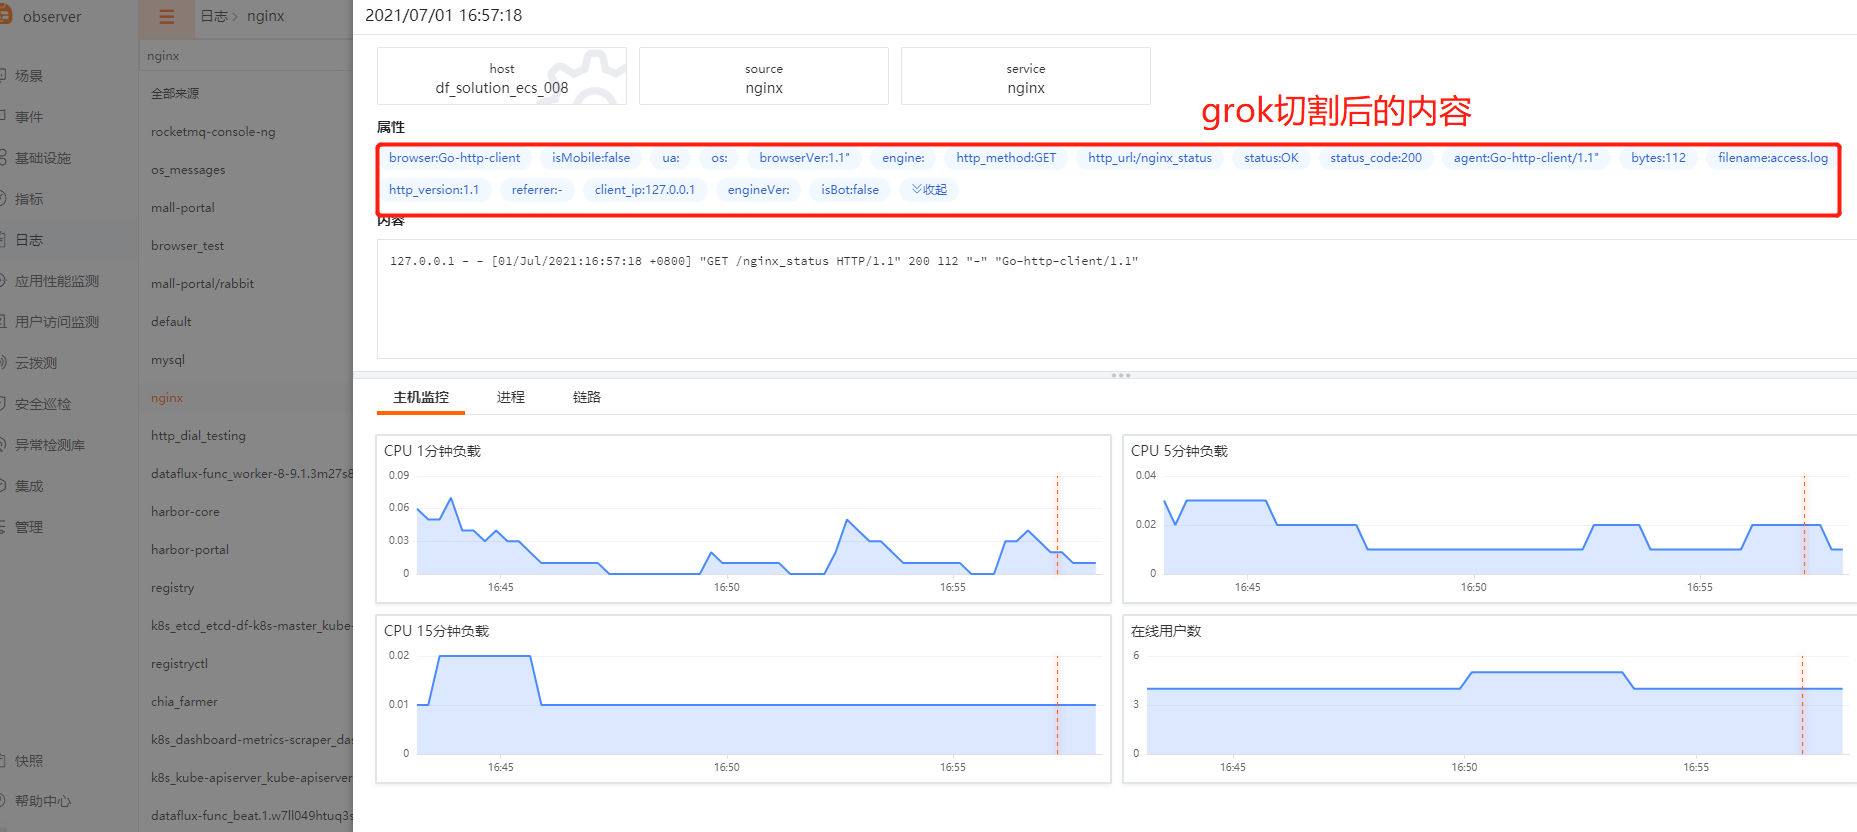 observer
场景
事件
基础设施
指标
日志
应用性能监测
用户访问监测
云拨测
安全巡检
异常检测库
集成
管理
快照
帮助中心
日志 > nginx
nginx
全部来源
rocketmq-console-ng
os_messages
mall-portal
browser_test
mall-portal/rabbit
default
mysql
nginx
http_dial_testing
dataflux-func_worker-8-9.1.3m27s8
harbor-core
harbor-portal
registry
k8s_etcd_etcd-df-k8s-master_kube-
registryctl
chia_farmer
k8s_dashboard-metrics-scraper_das
k8s_kube-apiserver_kube-apiserver
dataflux-func_beat.1.w7ll049htuq3s
2021/07/01 16:57:18
host
df_solution_ecs_008
source
nginx
service
nginx
grok切割后的内容
属性
browser:Go-http-client isMobile:false ua: os: browserVer:1.1" engine: http_method:GET http_url:/nginx_status status:OK status_code:200 agent:Go-http-client/1.1" bytes:112 filename:access.log
http_version:1.1 referrer:- client_ip:127.0.0.1 engineVer: isBot:false 收起
内容
127.0.0.1 - - [01/Jul/2021:16:57:18 +0800] "GET /nginx_status HTTP/1.1" 200 112 "-" "Go-http-client/1.1"
主机监控 进程 链路
CPU 1分钟负载
0.09
0.06
0.03
0
16:45 16:50 16:55
CPU 5分钟负载
0.04
0.02
0
16:45 16:50 16:55
CPU 15分钟负载
0.02
0.01
0
16:45 16:50 16:55
在线用户数
6
3
0
16:45 16:50 16:55